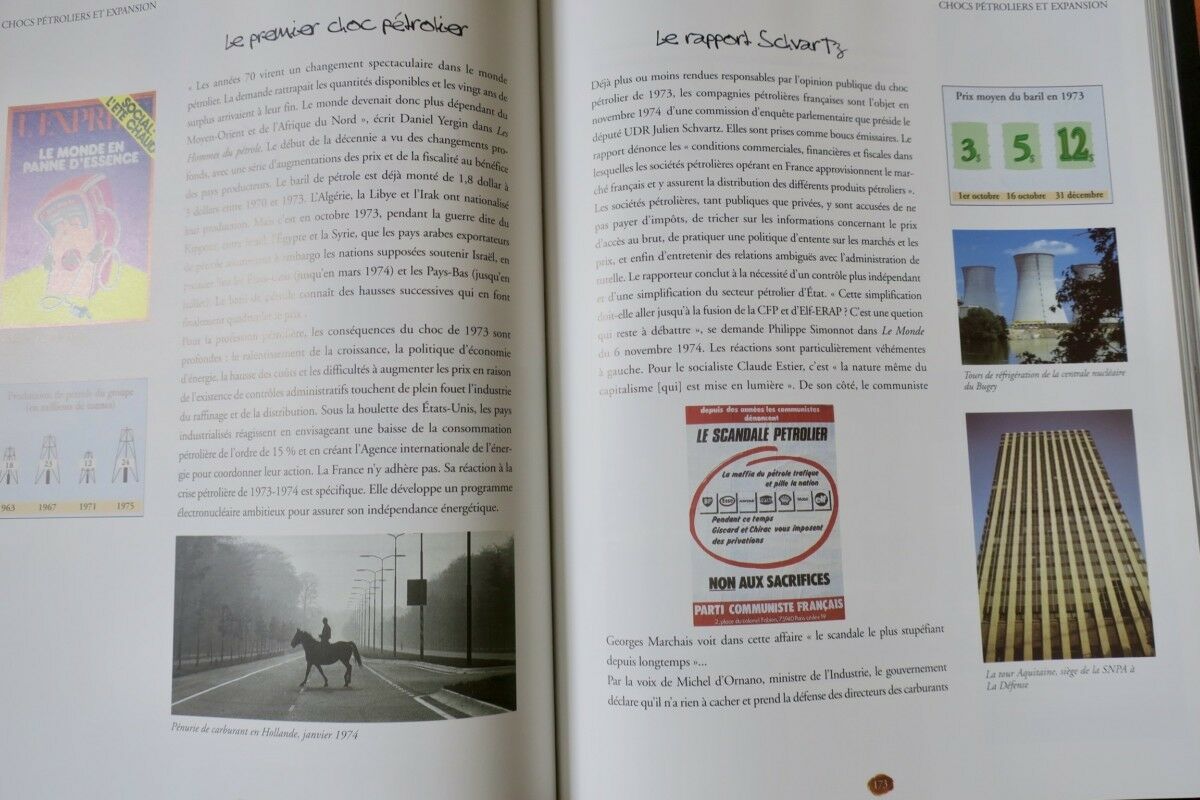 CHOCS PÉTROLIERS ET EXPANSION
Le premier choc pétrolier
« Les années 70 virent un changement spectaculaire dans le monde
pétrolier. La demande rattrapait les quantités disponibles et les vingt ans de
surplus arrivaient à leur fin. Le monde devenait donc plus dépendant du
Moyen-Orient et de l'Afrique du Nord », écrit Daniel Yergin dans Les
Hommes du pétrole. Le début de la décennie a vu des changements pro-
fonds, avec une série d'augmentations des prix et de la fiscalité au bénéfice
des pays producteurs. Le baril de pétrole est déjà monté de 1,8 dollar à
3 dollars entre 1970 et 1973. L'Algérie, la Libye et l'Irak ont nationalisé
leur production. Mais c'est en octobre 1973, pendant la guerre dite du
Kippour, entre Israël, l'Égypte et la Syrie, que les pays arabes exportateurs
de pétrole soumettent à embargo les nations supposées soutenir Israël, en
premier lieu les États-Unis (jusqu'en mars 1974) et les Pays-Bas (jusqu'en
juillet). Le baril de pétrole connaît des hausses successives qui en font
finalement quadrupler le prix.
Pour la profession pétrolière, les conséquences du choc de 1973 sont
profondes : le ralentissement de la croissance, la politique d'économie
d'énergie, la hausse des coûts et les difficultés à augmenter les prix en raison
de l'existence de contrôles administratifs touchent de plein fouet l'industrie
du raffinage et de la distribution. Sous la houlette des États-Unis, les pays
industrialisés réagissent en envisageant une baisse de la consommation
pétrolière de l'ordre de 15 % et en créant l'Agence internationale de l'éner-
gie pour coordonner leur action. La France n'y adhère pas. Sa réaction à la
crise pétrolière de 1973-1974 est spécifique. Elle développe un programme
électronucléaire ambitieux pour assurer son indépendance énergétique.
L'EXPRESS
SOCIAL:
L'ÉTÉ CHAUD
LE MONDE EN
PANNE D'ESSENCE
Production de pétrole du groupe
(en millions de tonnes)
18 23 12 24
963 1967 1971 1975
Pénurie de carburant en Hollande, janvier 1974
CHOCS PÉTROLIERS ET EXPANSION
Le rapport Schvartz
Déjà plus ou moins rendues responsables par l'opinion publique du choc
pétrolier de 1973, les compagnies pétrolières françaises sont l'objet en
novembre 1974 d'une commission d'enquête parlementaire que préside le
député UDR Julien Schvartz. Elles sont prises comme boucs émissaires. Le
rapport dénonce les « conditions commerciales, financières et fiscales dans
lesquelles les sociétés pétrolières opérant en France approvisionnent le mar-
ché français et y assurent la distribution des différents produits pétroliers ».
Les sociétés pétrolières, tant publiques que privées, y sont accusées de ne
pas payer d'impôts, de tricher sur les informations concernant le prix
d'accès au brut, de pratiquer une politique d'entente sur les marchés et les
prix, et enfin d'entretenir des relations ambiguës avec l'administration de
tutelle. Le rapporteur conclut à la nécessité d'un contrôle plus indépendant
et d'une simplification du secteur pétrolier d'État. « Cette simplification
doit-elle aller jusqu'à la fusion de la CFP et d'Elf-ERAP ? C'est une quetion
qui reste à débattre », se demande Philippe Simonnot dans Le Monde
du 6 novembre 1974. Les réactions sont particulièrement véhémentes
à gauche. Pour le socialiste Claude Estier, c'est « la nature même du
capitalisme [qui] est mise en lumière ». De son côté, le communiste
depuis des années les communistes
dénoncent
LE SCANDALE PETROLIER
La maffia du pétrole trafique
et pille la nation
Pendant ce temps
Giscard et Chirac vous imposent
des privations
NON AUX SACRIFICES
PARTI COMMUNISTE FRANÇAIS
2, place du colonel Fabien, 75940 Paris cédex 19
Georges Marchais voit dans cette affaire « le scandale le plus stupéfiant
depuis longtemps »...
Par la voix de Michel d'Ornano, ministre de l'Industrie, le gouvernement
déclare qu'il n'a rien à cacher et prend la défense des directeurs des carburants
Prix moyen du baril en 1973
3$ 5$ 12$
1er octobre 16 octobre 31 décembre
Tours de réfrigération de la centrale nucléaire
du Bugey
La tour Aquitaine, siège de la SNPA à
La Défense
173